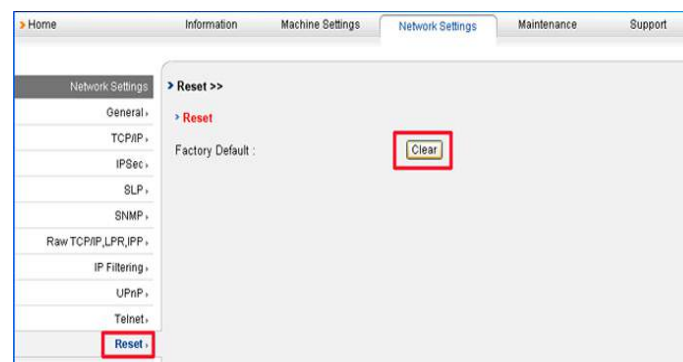 Home Information Machine Settings Network Settings Maintenance Support
Network Settings
General
TCP/IP
IPSec
SLP
SNMP
Raw TCP/IP,LPR,IPP
IP Filtering
UPnP
Telnet
Reset
Reset >>
Reset
Factory Default : Clear